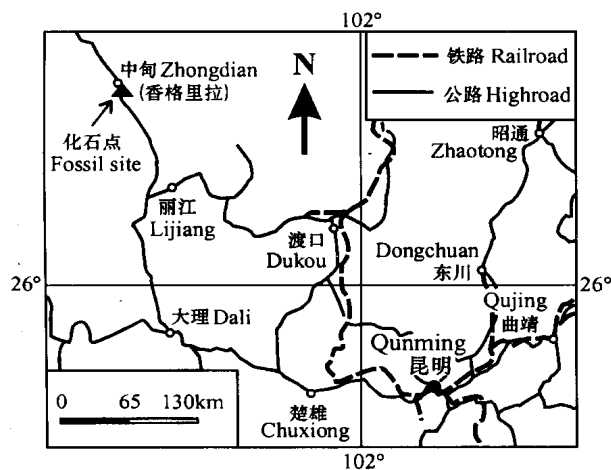 102°
中甸 Zhongdian
(香格里拉)
化石点
Fossil site
N
铁路 Railroad
公路 Highroad
昭通
Zhaotong
丽江
Lijiang
渡口
Dukou
Dongchuan
东川
26°
26°
Qujing
曲靖
大理 Dali
Qunming
昆明
0 65 130km
楚雄
Chuxiong
102°